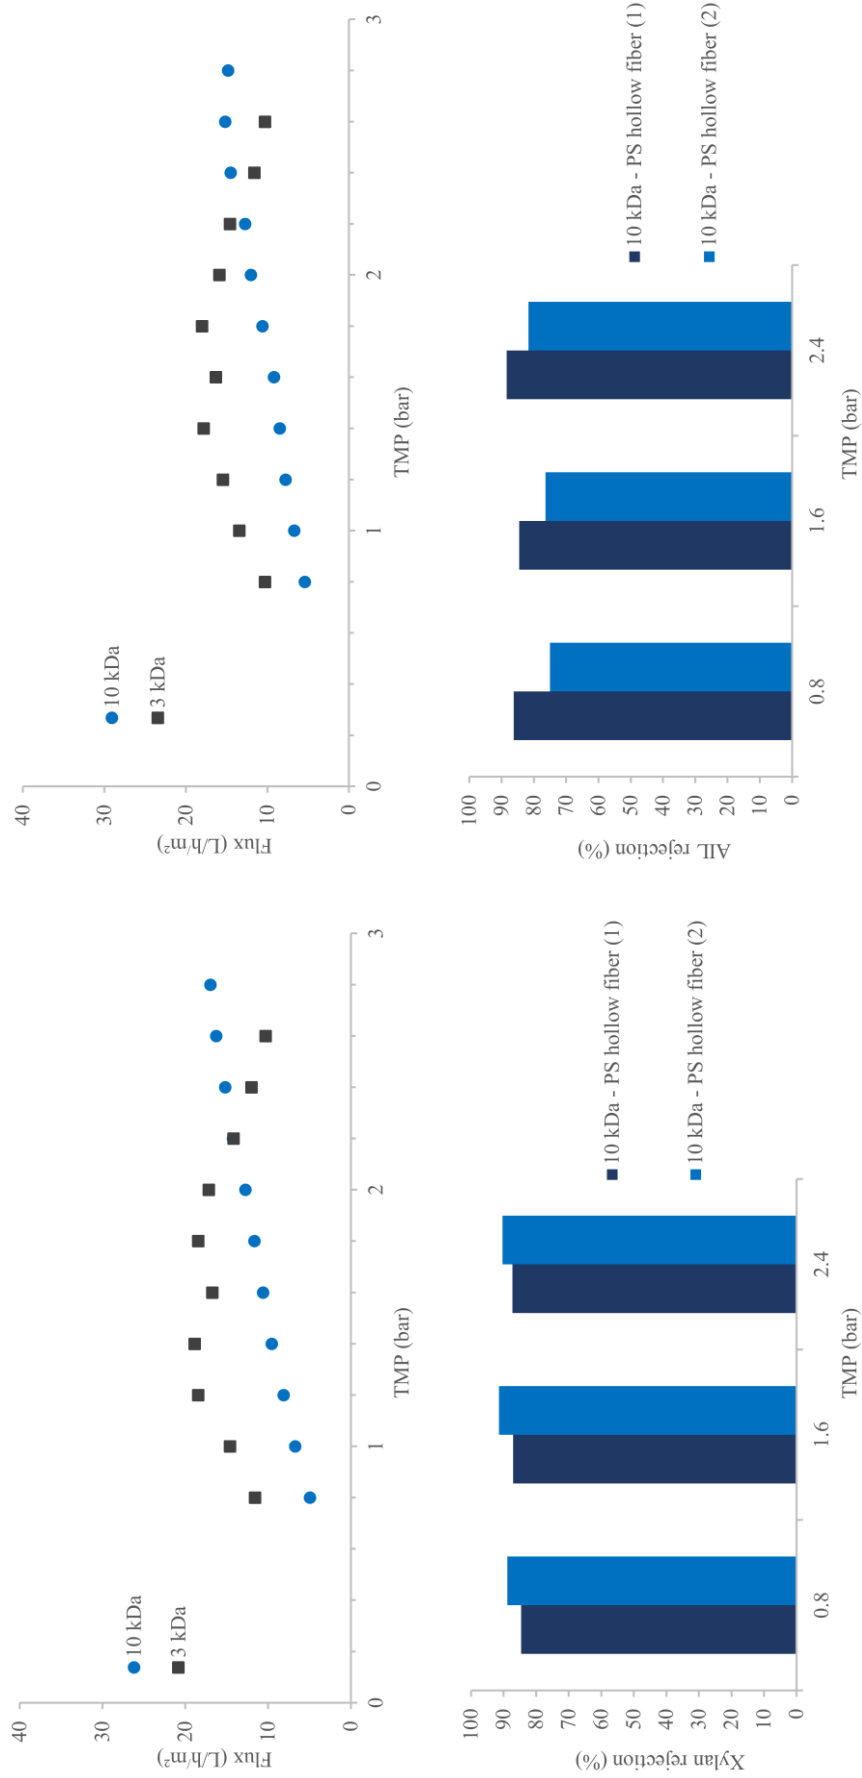 40
30
20
10
0
Flux (L/h/m²)
10 kDa
3 kDa
0
1
2
3
TMP (bar)
40
30
20
10
0
Flux (L/h/m²)
10 kDa
3 kDa
0
1
2
3
TMP (bar)
100
90
80
70
60
50
40
30
20
10
0
Xylan rejection (%)
0.8
1.6
2.4
TMP (bar)
10 kDa - PS hollow fiber (1)
10 kDa - PS hollow fiber (2)
100
90
80
70
60
50
40
30
20
10
0
AIL rejection (%)
0.8
1.6
2.4
TMP (bar)
10 kDa - PS hollow fiber (1)
10 kDa - PS hollow fiber (2)